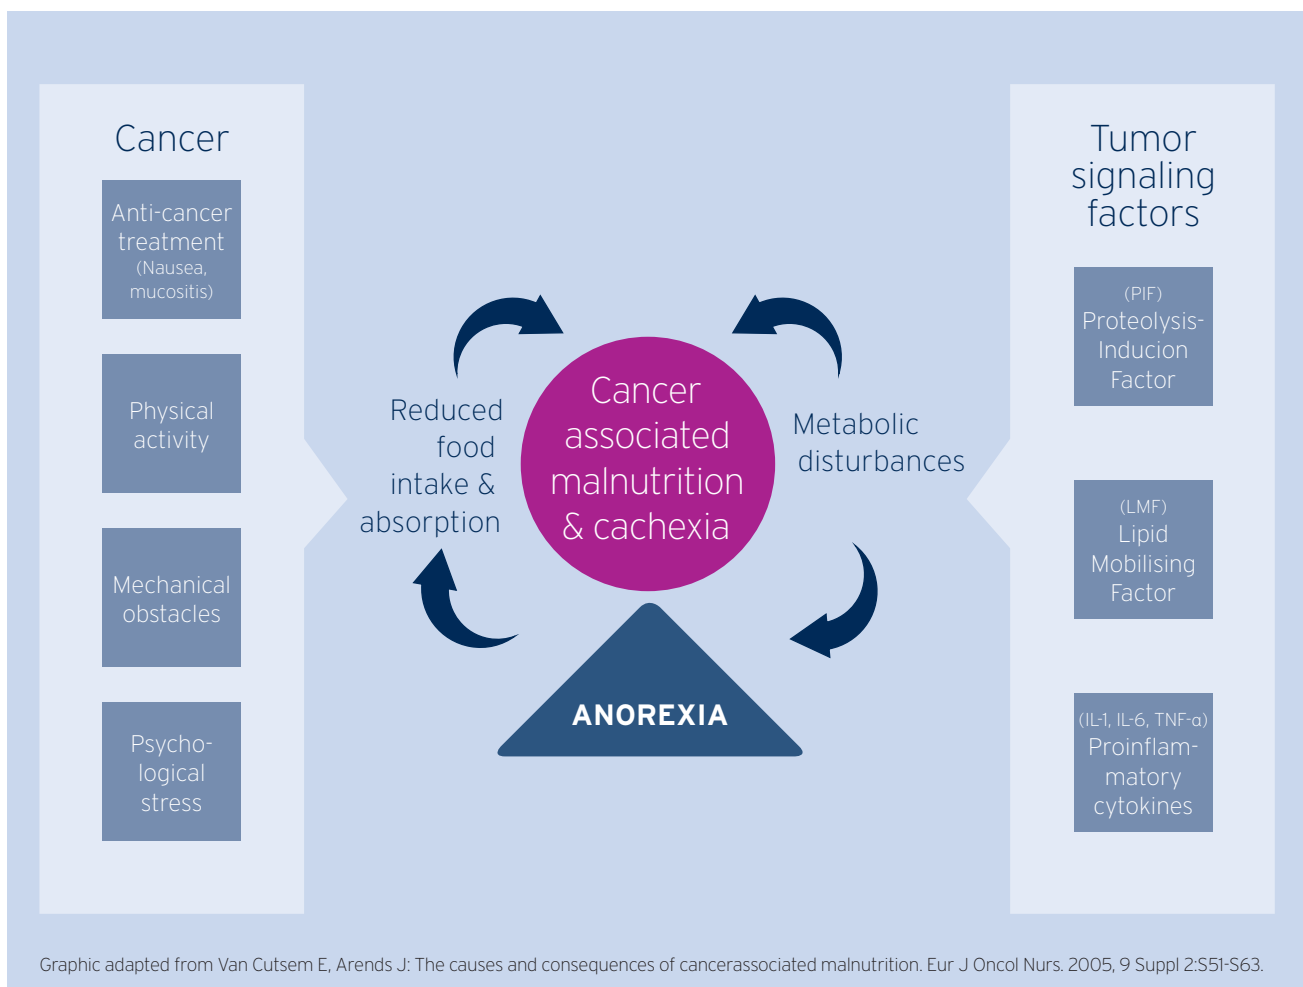 Cancer
Anti-cancer
treatment
(Nausea,
mucositis)
Physical
activity
Mechanical
obstacles
Psycho-
logical
stress
Reduced
food
intake &
absorption
Cancer
associated
malnutrition
& cachexia
Metabolic
disturbances
ANOREXIA
Tumor
signaling
factors
(PIF)
Proteolysis-
Inducion
Factor
(LMF)
Lipid
Mobilising
Factor
(IL-1, IL-6, TNF-α)
Proinflam-
matory
cytokines
Graphic adapted from Van Cutsem E, Arends J: The causes and consequences of cancerassociated malnutrition. Eur J Oncol Nurs. 2005, 9 Suppl 2:S51-S63.